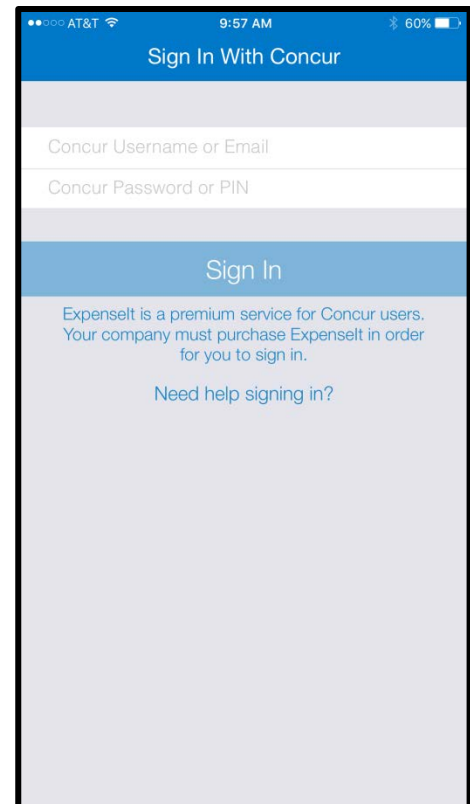 AT&T 9:57 AM 60%
Sign In With Concur
Concur Username or Email
Concur Password or PIN
Sign In
ExpenseIt is a premium service for Concur users.
Your company must purchase ExpenseIt in order
for you to sign in.
Need help signing in?